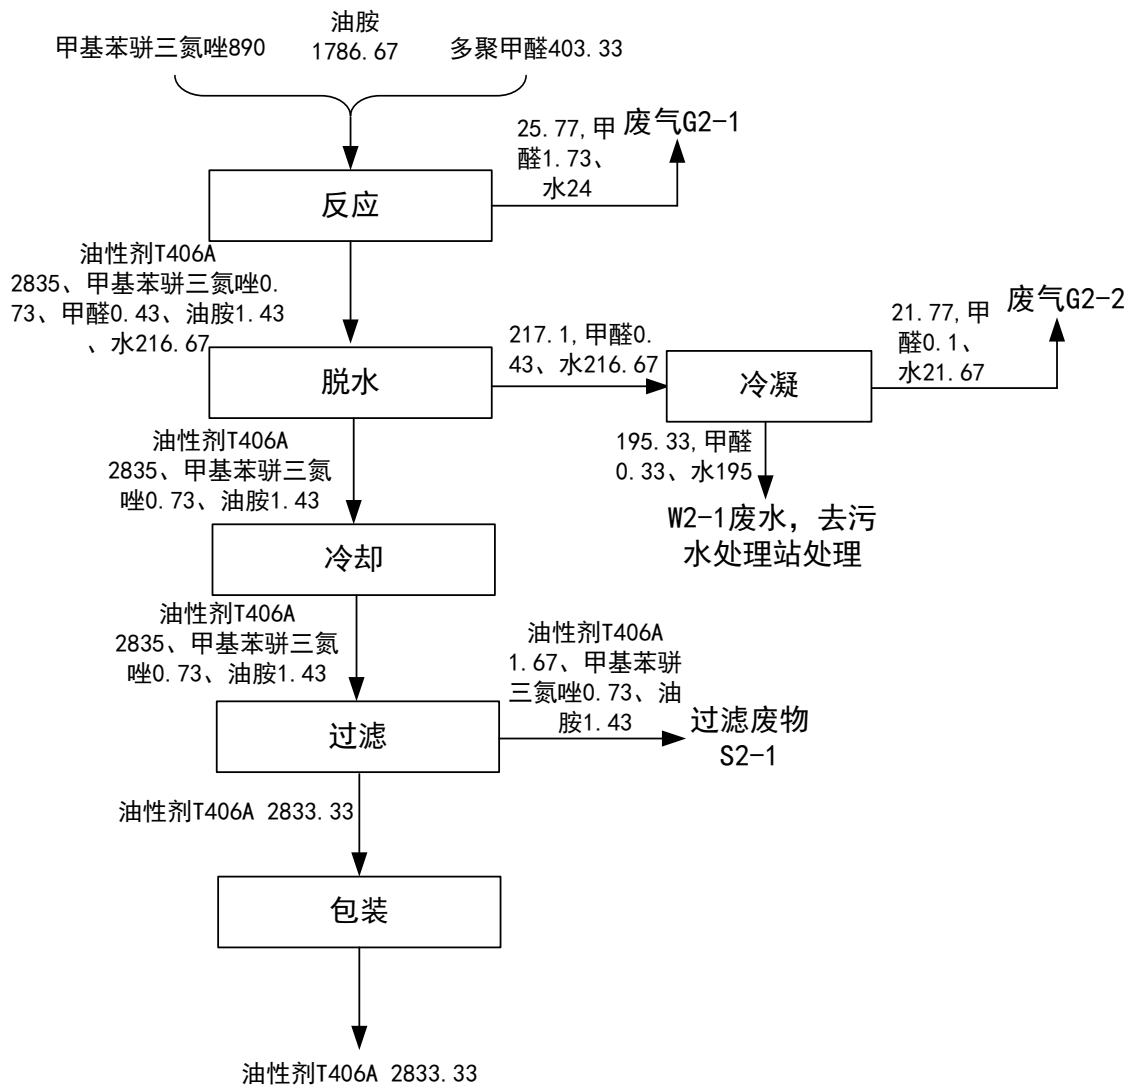 油胺
1786.67
甲基苯骈三氮唑890
多聚甲醛403.33
25.77,甲
醛1.73、
水24
废气G2-1
反应
油性剂T406A
2835、甲基苯骈三氮唑0.
73、甲醛0.43、油胺1.43
、水216.67
217.1,甲醛0.
43、水216.67
21.77,甲
醛0.1、
水21.67
废气G2-2
脱水
冷凝
油性剂T406A
2835、甲基苯骈三氮
唑0.73、油胺1.43
195.33,甲醛
0.33、水195
W2-1废水，去污
水处理站处理
冷却
油性剂T406A
2835、甲基苯骈三氮
唑0.73、油胺1.43
油性剂T406A
1.67、甲基苯骈
三氮唑0.73、油
胺1.43
过滤
过滤废物
S2-1
油性剂T406A 2833.33
包装
油性剂T406A 2833.33